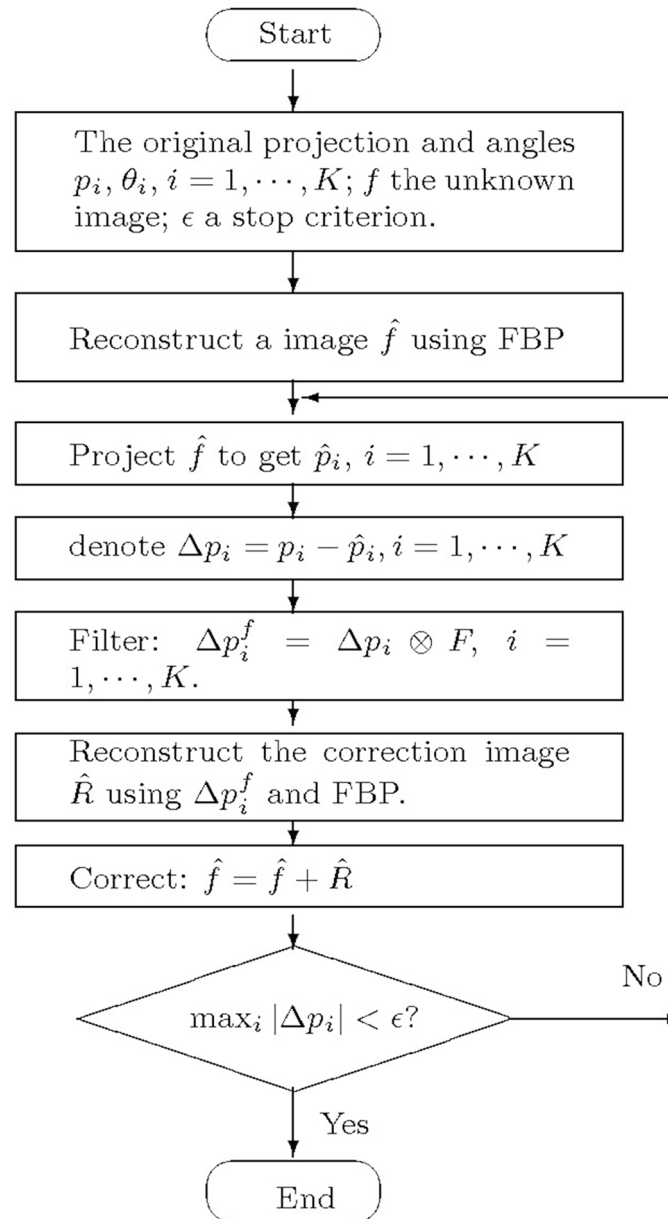 Start
The original projection and angles
p_i, θ_i, i = 1, ⋯, K; f the unknown
image; ϵ a stop criterion.
Reconstruct a image f̂ using FBP
Project f̂ to get p̂_i, i = 1, ⋯, K
denote Δp_i = p_i − p̂_i, i = 1, ⋯, K
Filter: Δp_i^f = Δp_i ⊗ F, i =
1, ⋯, K.
Reconstruct the correction image
R̂ using Δp_i^f and FBP.
Correct: f̂ = f̂ + R̂
No
max_i |Δp_i| < ϵ?
Yes
End